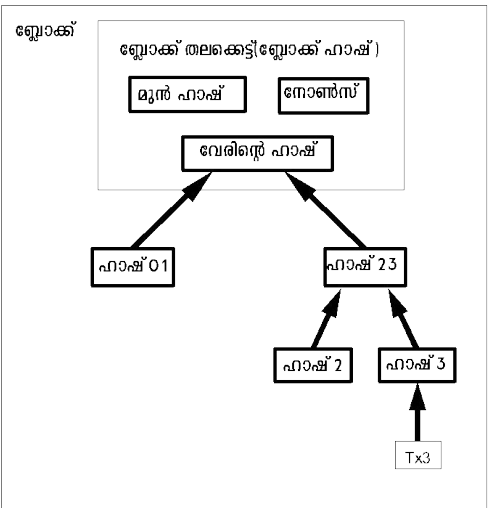 ബ്ലോക്ക്
ബ്ലോക്ക് തലക്കെട്ട്(ബ്ലോക്ക് ഹാഷ് )
മുൻ ഹാഷ്
നോൺസ്
വേരിന്റെ ഹാഷ്
ഹാഷ് 01
ഹാഷ് 23
ഹാഷ് 2
ഹാഷ് 3
Tx3